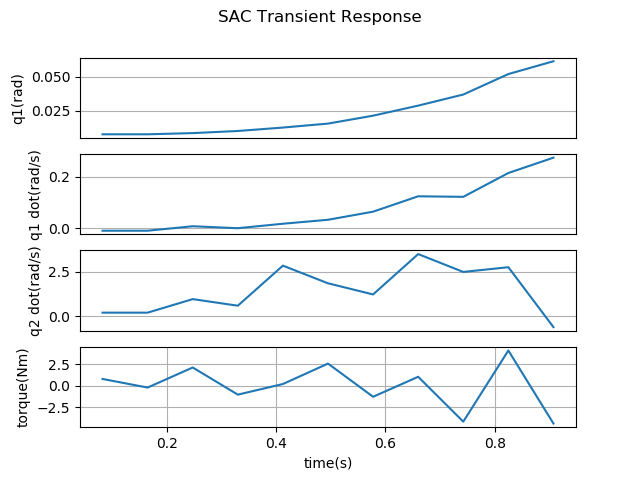 SAC Transient Response
q1(rad)
0.050
0.025
q1 dot(rad/s)
0.2
0.0
q2 dot(rad/s)
2.5
0.0
torque(Nm)
2.5
0.0
−2.5
0.2 0.4 0.6 0.8
time(s)